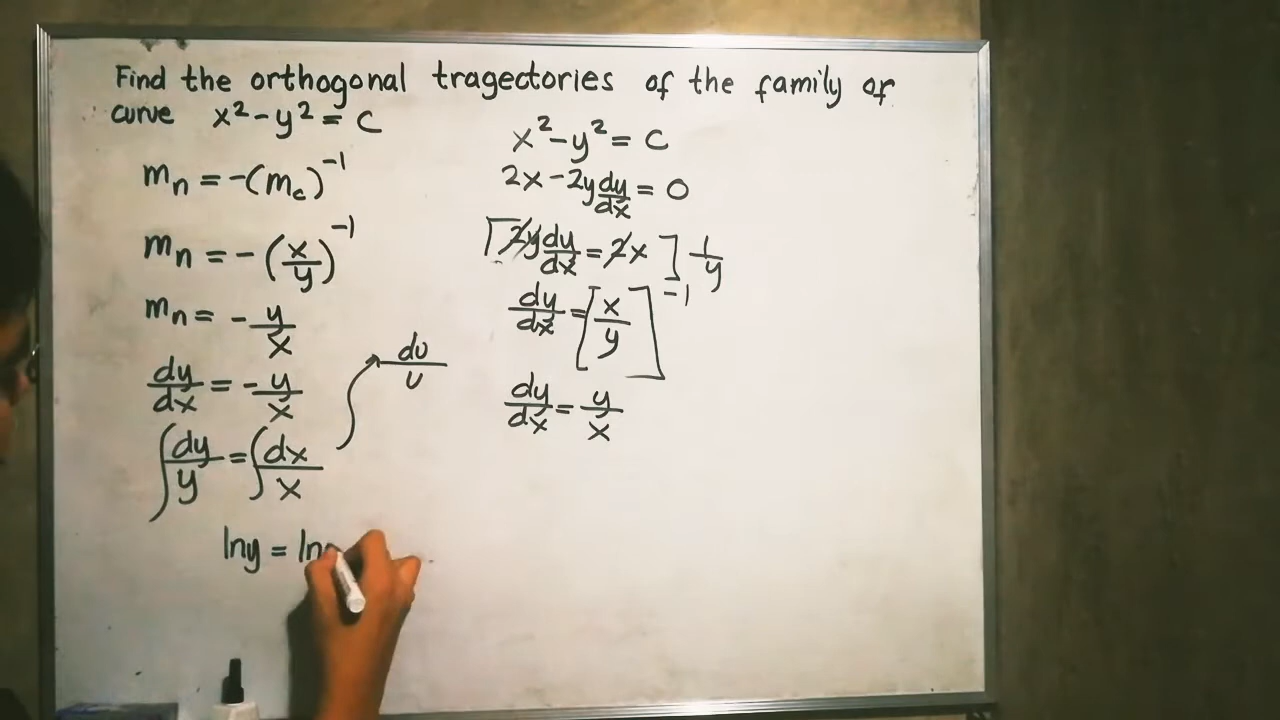 Find the orthogonal tragectories of the family of
curve x² - y² = C
mₙ = -(m꜀)⁻¹
mₙ = -(x/y)⁻¹
mₙ = - y/x
dy/dx = - y/x
du/u
∫ dy/y = ∫ dx/x
lny = ln
x² - y² = C
2x - 2y dy/dx = 0
[2y dy/dx = 2x] 1/y
dy/dx = [x/y]⁻¹
dy/dx = y/x